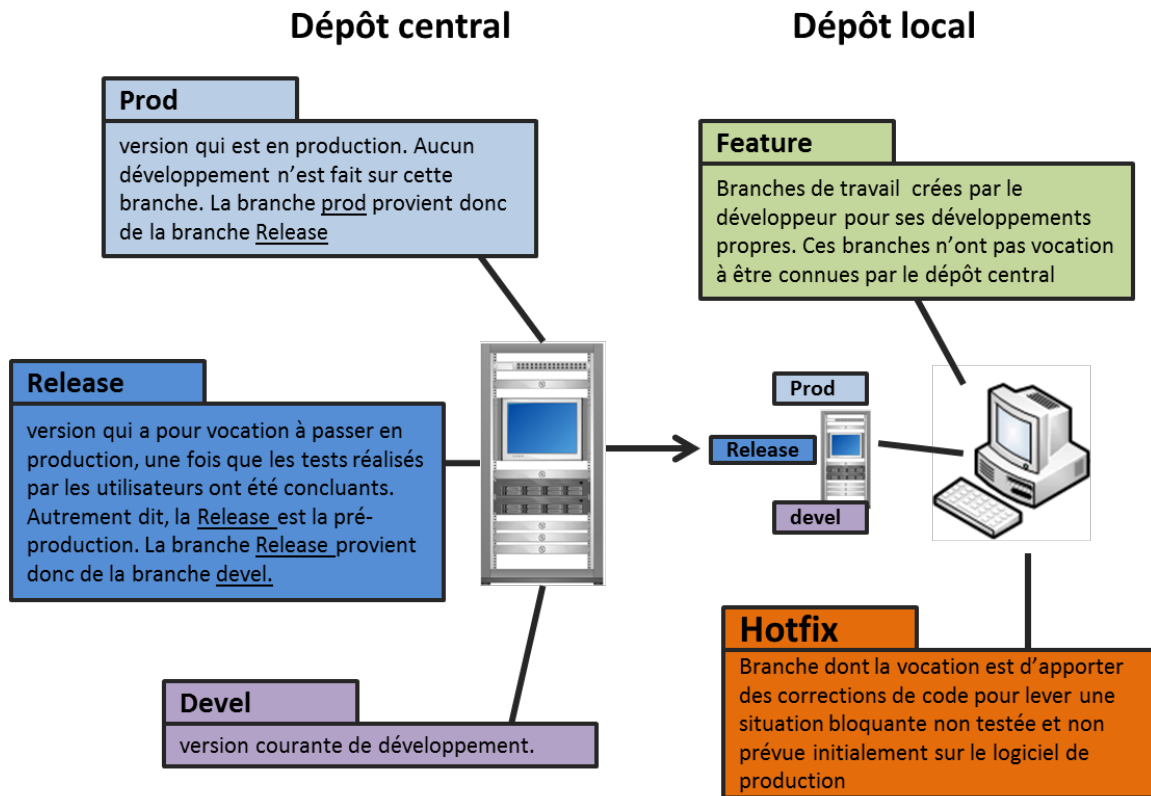 Dépôt central
Dépôt local
Prod
version qui est en production. Aucun
développement n'est fait sur cette
branche. La branche prod provient donc
de la branche Release
Feature
Branches de travail crées par le
développeur pour ses développements
propres. Ces branches n'ont pas vocation
à être connues par le dépôt central
Release
version qui a pour vocation à passer en
production, une fois que les tests réalisés
par les utilisateurs ont été concluants.
Autrement dit, la Release est la pré-
production. La branche Release provient
donc de la branche devel.
Prod
Release
devel
Devel
version courante de développement.
Hotfix
Branche dont la vocation est d'apporter
des corrections de code pour lever une
situation bloquante non testée et non
prévue initialement sur le logiciel de
production